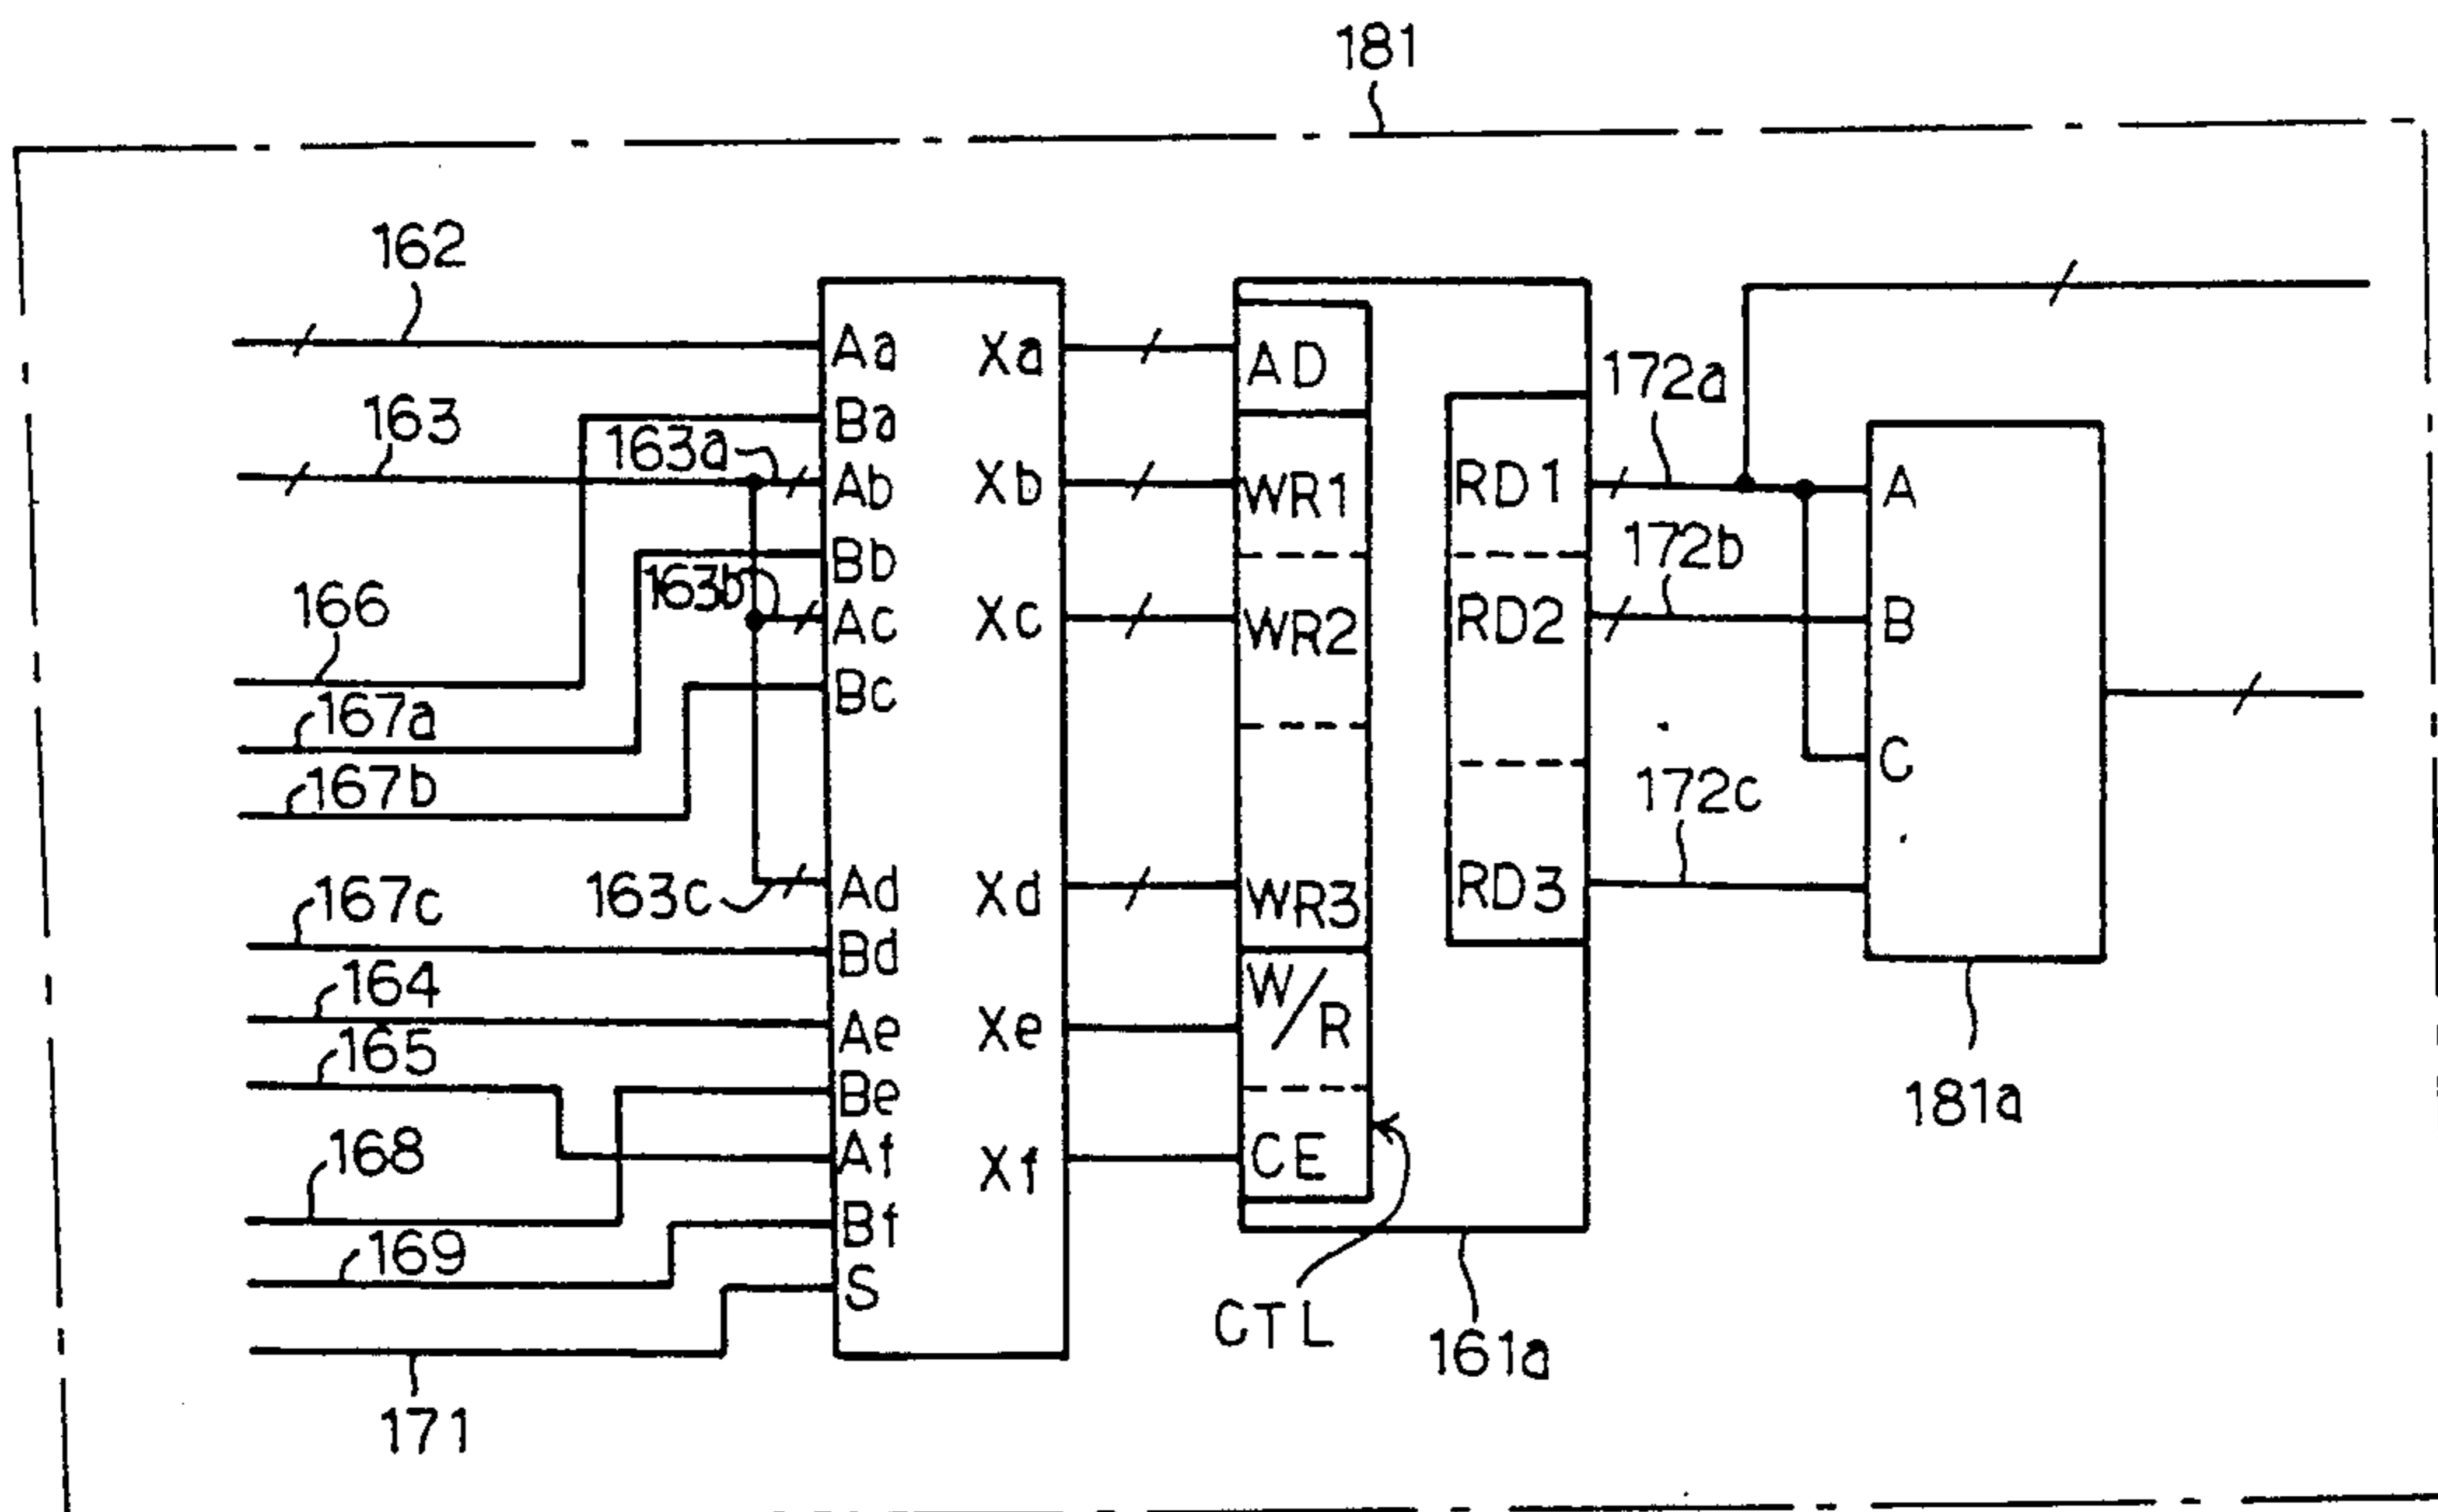 181
162
163
163a
163b
166
167a
167b
163c
167c
164
165
168
169
171
Aa
Ba
Ab
Bb
Ac
Bc
Ad
Bd
Ae
Be
Af
Bf
S
Xa
Xb
Xc
Xd
Xe
Xf
AD
WR1
WR2
WR3
W/R
CE
CTL
161a
RD1
RD2
RD3
172a
172b
172c
A
B
C
181a